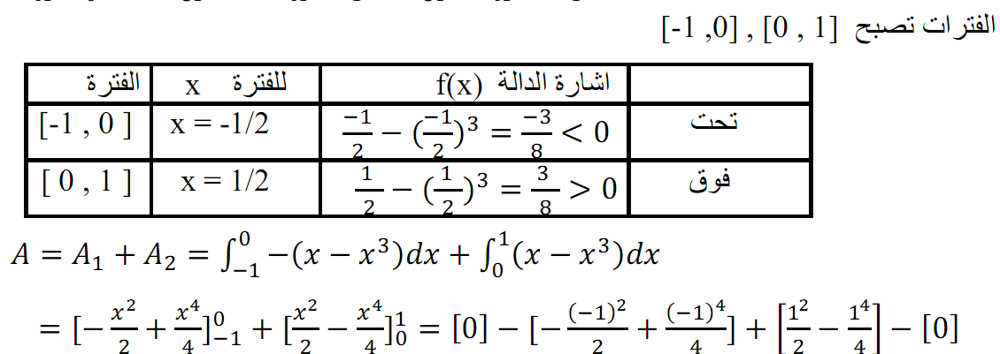 الفترات تصبح [-1 ,0] , [0 , 1]
الفترة | x للفترة | اشارة الدالة f(x) |
[-1 , 0 ] | x = -1/2 | \frac{-1}{2} − (\frac{-1}{2})^3 = \frac{-3}{8} < 0 | تحت
[ 0 , 1 ] | x = 1/2 | \frac{1}{2} − (\frac{1}{2})^3 = \frac{3}{8} > 0 | فوق
A = A_1 + A_2 = ∫_{-1}^{0} −(x − x^3)dx + ∫_{0}^{1} (x − x^3)dx
= [−\frac{x^2}{2} + \frac{x^4}{4}]_{-1}^{0} + [\frac{x^2}{2} − \frac{x^4}{4}]_{0}^{1} = [0] − [−\frac{(-1)^2}{2} + \frac{(-1)^4}{4}] + [\frac{1^2}{2} − \frac{1^4}{4}] − [0]